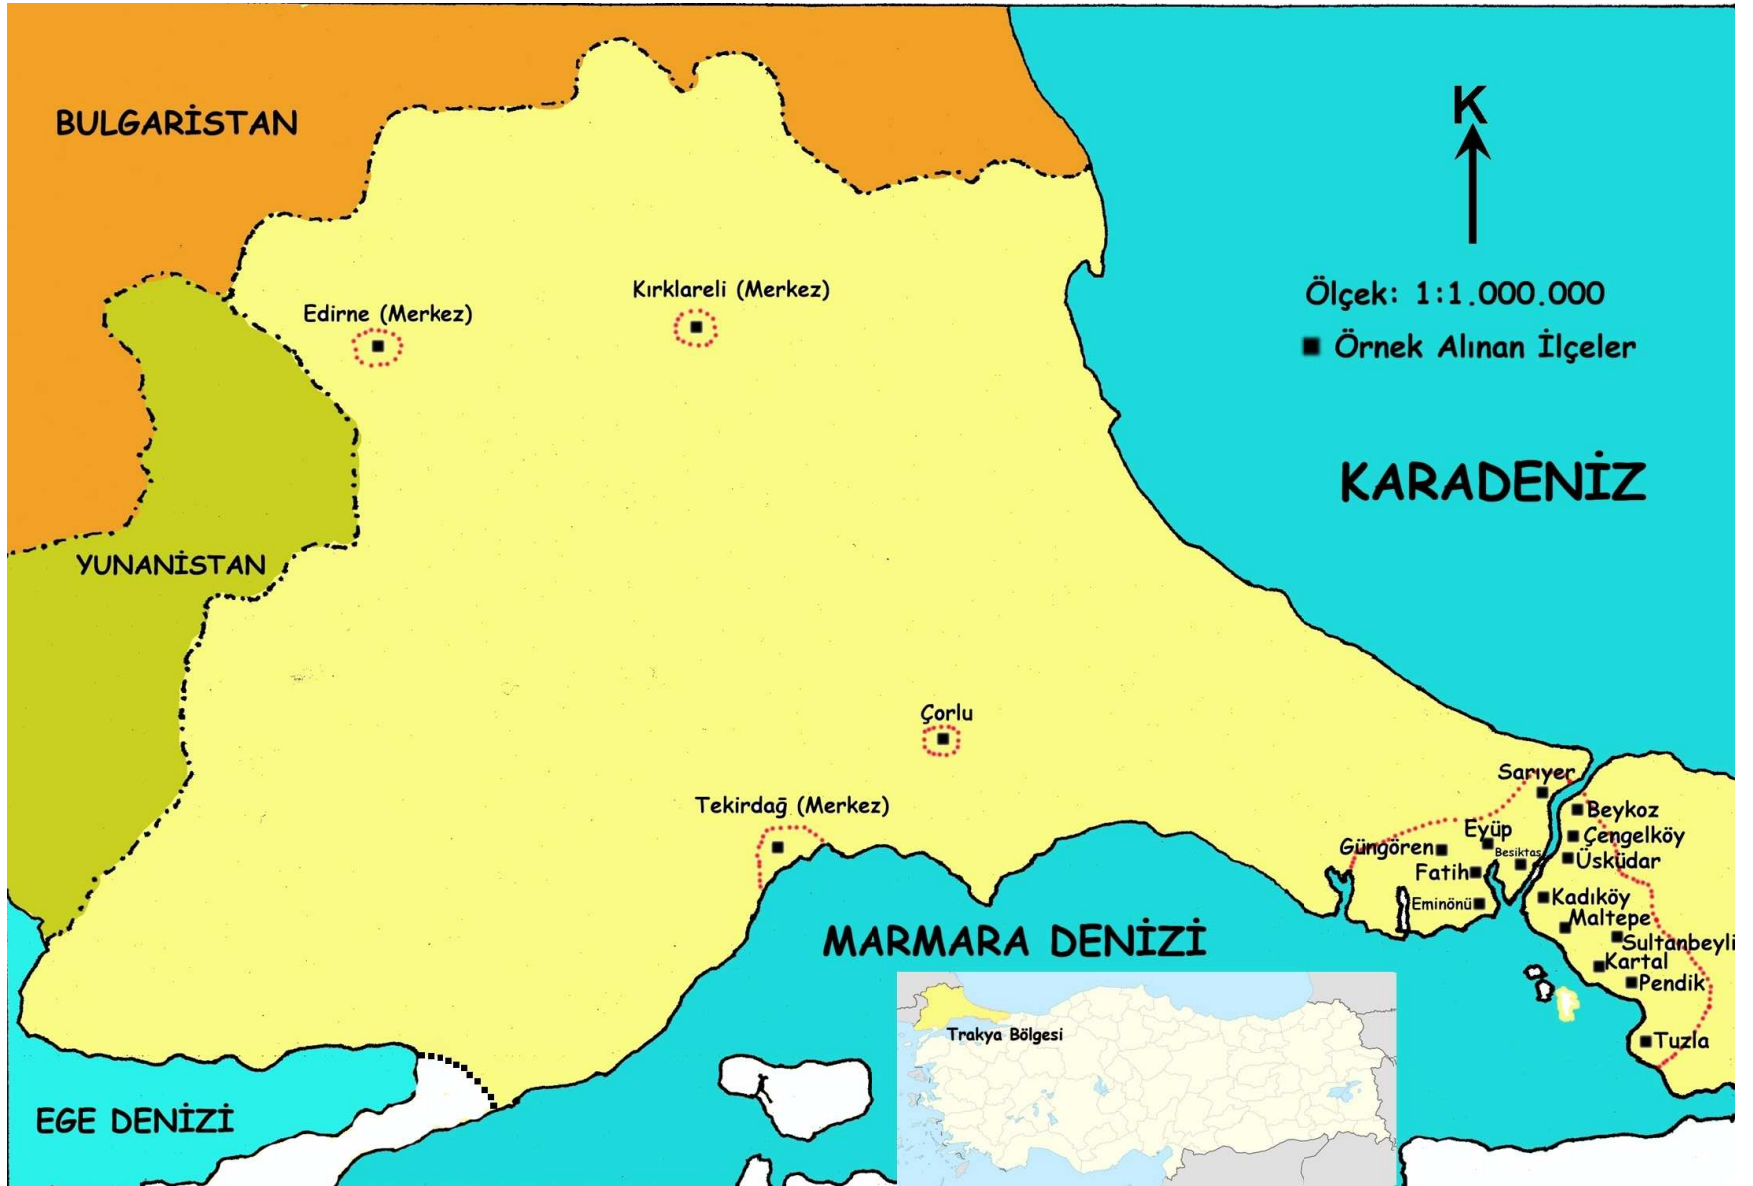 BULGARİSTAN
K
Ölçek: 1:1.000.000
Örnek Alınan İlçeler
Kırklareli (Merkez)
Edirne (Merkez)
KARADENİZ
YUNANİSTAN
Çorlu
Tekirdağ (Merkez)
Sarıyer
Beykoz
Eyüp
Çengelköy
Güngören
Besiktas
Üsküdar
Fatih
Kadıköy
Eminönü
Maltepe
Sultanbeyli
MARMARA DENİZİ
Kartal
Pendik
Trakya Bölgesi
Tuzla
EGE DENİZİ